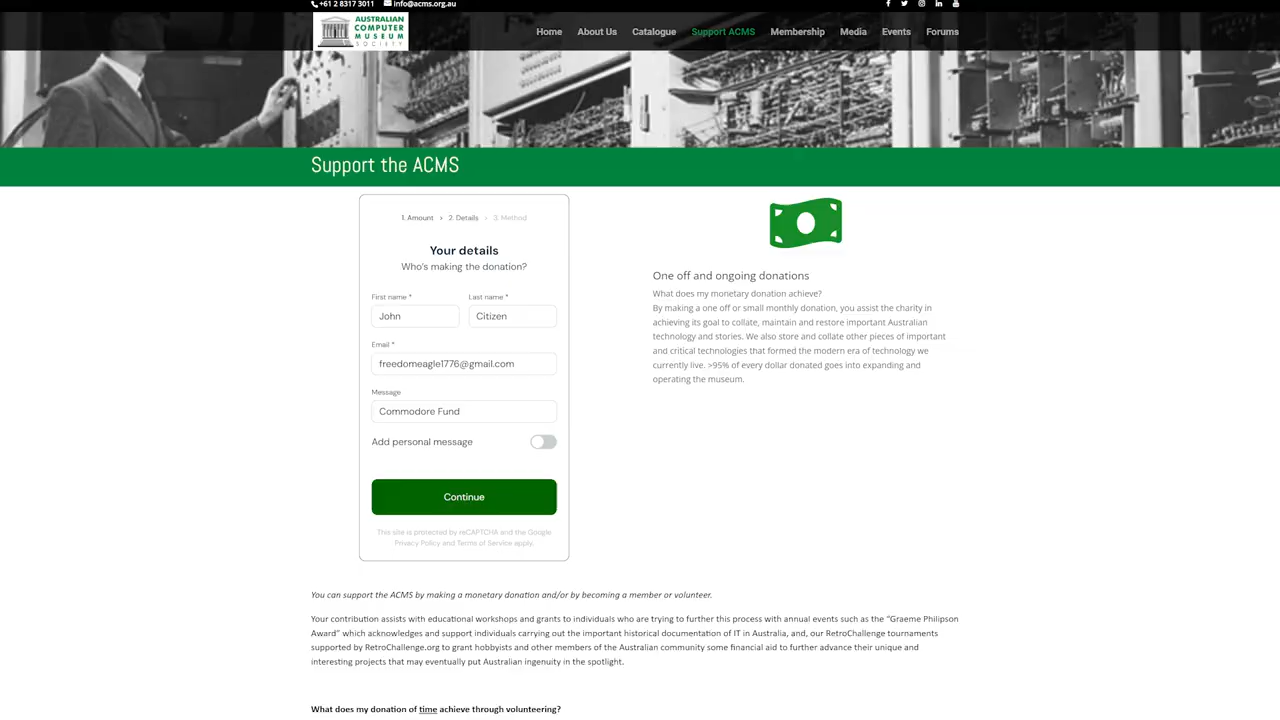 +61 2 8317 3011 info@acms.org.au
AUSTRALIAN
COMPUTER
MUSEUM
SOCIETY
Home About Us Catalogue Support ACMS Membership Media Events Forums
Support the ACMS
1. Amount > 2. Details > 3. Method
Your details
Who's making the donation?
First name * Last name *
John Citizen
Email *
freedomeagle1776@gmail.com
Message
Commodore Fund
Add personal message
Continue
This site is protected by reCAPTCHA and the Google
Privacy Policy and Terms of Service apply.
One off and ongoing donations
What does my monetary donation achieve?
By making a one off or small monthly donation, you assist the charity in
achieving its goal to collate, maintain and restore important Australian
technology and stories. We also store and collate other pieces of important
and critical technologies that formed the modern era of technology we
currently live. >95% of every dollar donated goes into expanding and
operating the museum.
You can support the ACMS by making a monetary donation and/or by becoming a member or volunteer.
Your contribution assists with educational workshops and grants to individuals who are trying to further this process with annual events such as the “Graeme Philipson
Award” which acknowledges and support individuals carrying out the important historical documentation of IT in Australia, and, our RetroChallenge tournaments
supported by RetroChallenge.org to grant hobbyists and other members of the Australian community some financial aid to further advance their unique and
interesting projects that may eventually put Australian ingenuity in the spotlight.
What does my donation of time achieve through volunteering?